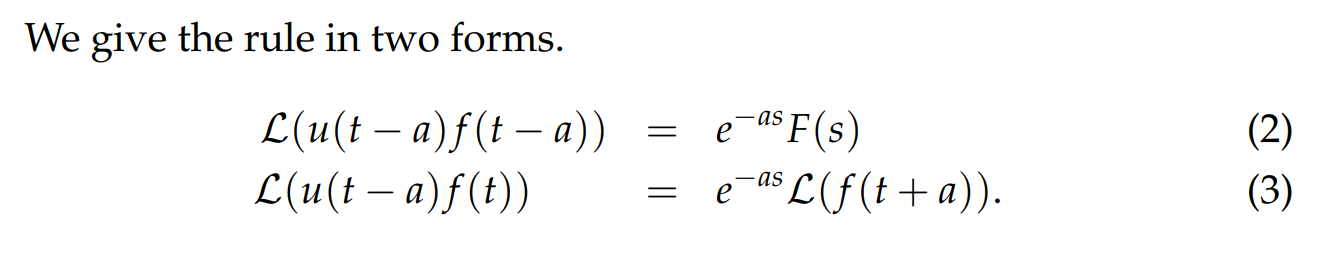 We give the rule in two forms.
ℒ(u(t − a)f(t − a)) = e^{−as}F(s) (2)
ℒ(u(t − a)f(t)) = e^{−as}ℒ(f(t + a)). (3)